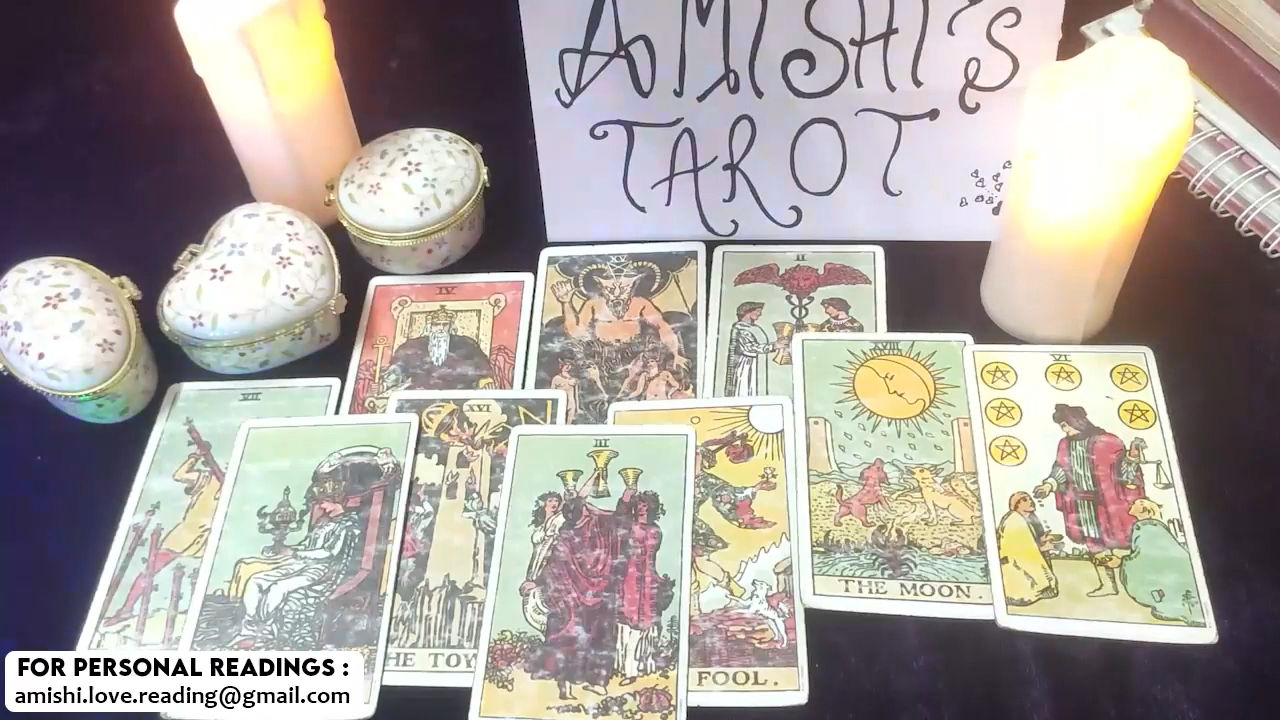 AMISHI'S
TAROT
IV
XV
II
XVIII
VI
VII
XVI
III
THE MOON.
HE TOW
FOOL.
FOR PERSONAL READINGS :
amishi.love.reading@gmail.com